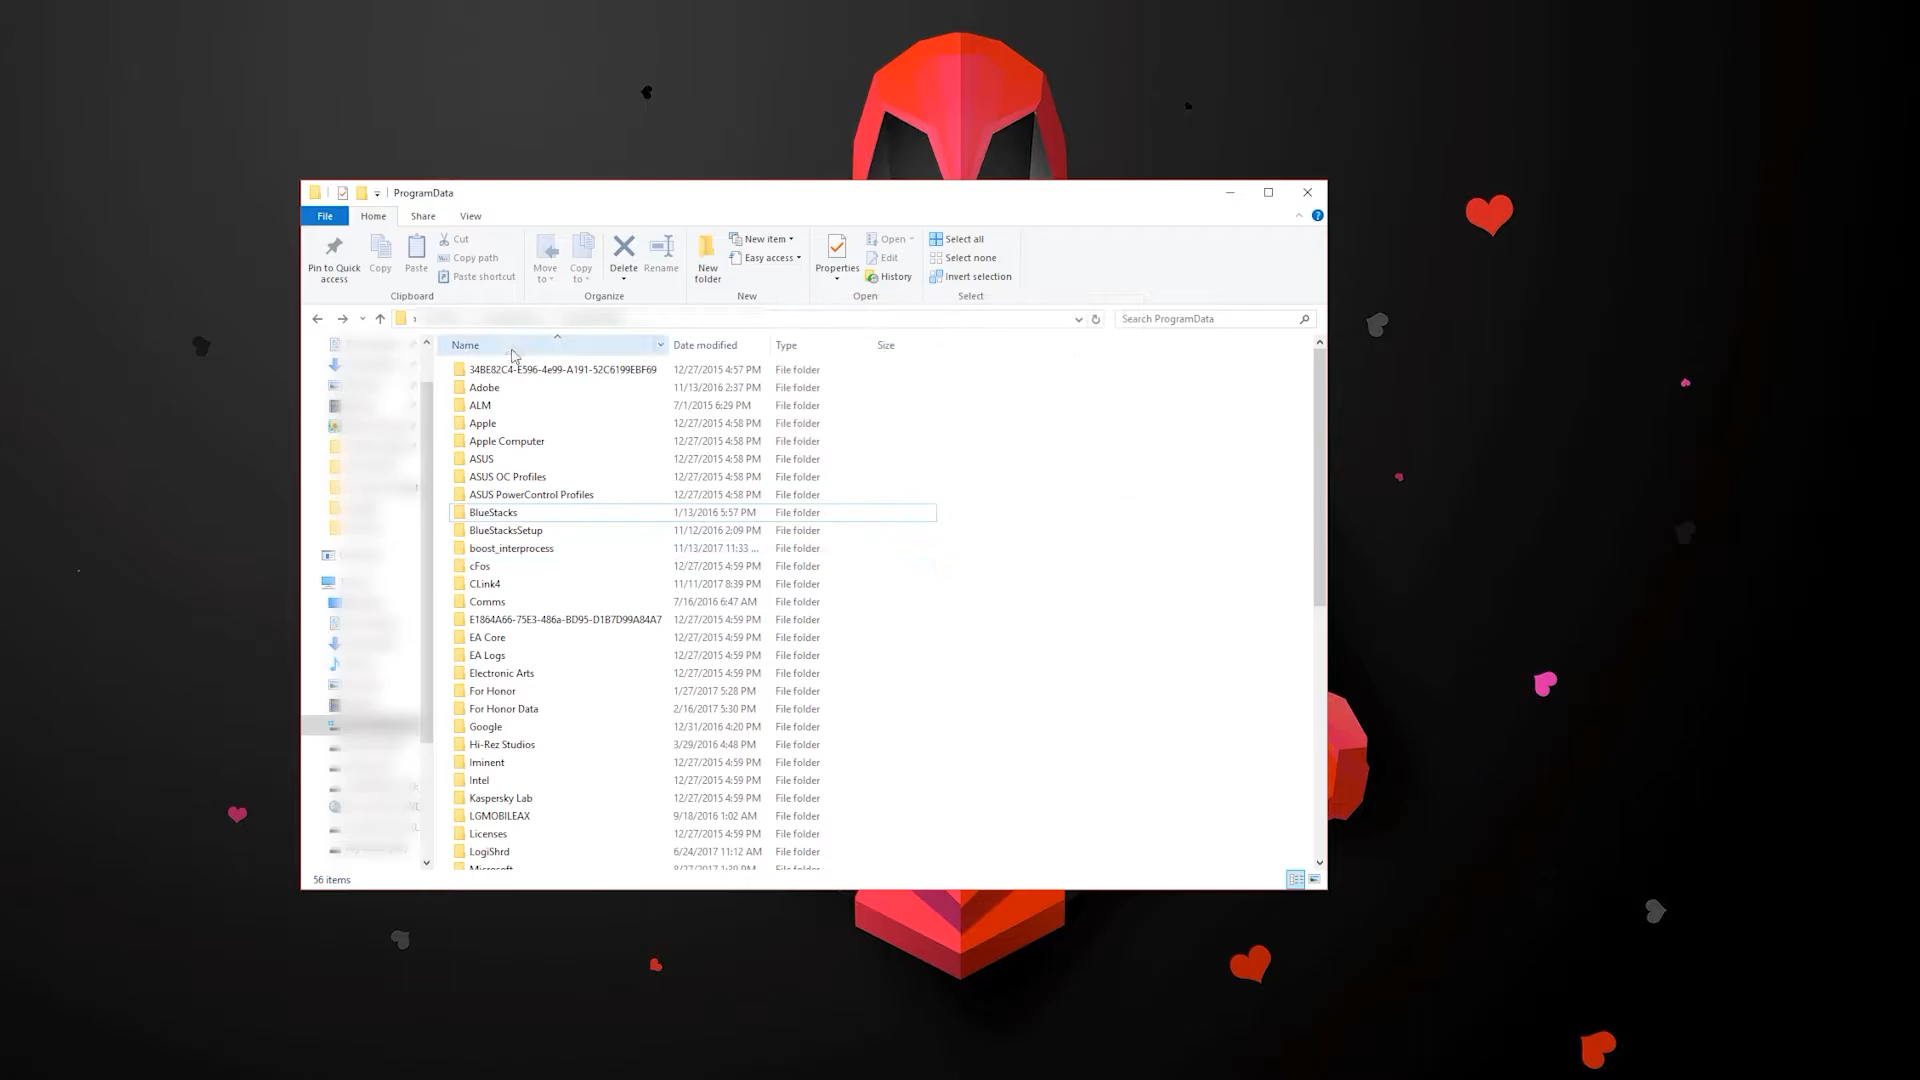 ProgramData
File Home Share View
Pin to Quick access
Copy
Paste
Cut
Copy path
Paste shortcut
Clipboard
Move to
Copy to
Delete
Rename
Organize
New folder
New item
Easy access
New
Properties
Open
Edit
History
Open
Select all
Select none
Invert selection
Select
Search ProgramData
Name Date modified Type Size
34BE82C4-E596-4e99-A191-52C6199EBF69 12/27/2015 4:57 PM File folder
Adobe 11/13/2016 2:37 PM File folder
ALM 7/1/2015 6:29 PM File folder
Apple 12/27/2015 4:58 PM File folder
Apple Computer 12/27/2015 4:58 PM File folder
ASUS 12/27/2015 4:58 PM File folder
ASUS OC Profiles 12/27/2015 4:58 PM File folder
ASUS PowerControl Profiles 12/27/2015 4:58 PM File folder
BlueStacks 1/13/2016 5:57 PM File folder
BlueStacksSetup 11/12/2016 2:09 PM File folder
boost_interprocess 11/13/2017 11:33 ... File folder
cFos 12/27/2015 4:59 PM File folder
CLink4 11/11/2017 8:39 PM File folder
Comms 7/16/2016 6:47 AM File folder
E1864A66-75E3-486a-BD95-D1B7D99A84A7 12/27/2015 4:59 PM File folder
EA Core 12/27/2015 4:59 PM File folder
EA Logs 12/27/2015 4:59 PM File folder
Electronic Arts 12/27/2015 4:59 PM File folder
For Honor 1/27/2017 5:28 PM File folder
For Honor Data 2/16/2017 5:30 PM File folder
Google 12/31/2016 4:20 PM File folder
Hi-Rez Studios 3/29/2016 4:48 PM File folder
Iminent 12/27/2015 4:59 PM File folder
Intel 12/27/2015 4:59 PM File folder
Kaspersky Lab 12/27/2015 4:59 PM File folder
LGMOBILEAX 9/18/2016 1:02 AM File folder
Licenses 12/27/2015 4:59 PM File folder
LogiShrd 6/24/2017 11:12 AM File folder
Microsoft 8/27/2017 1:39 PM File folder
56 items